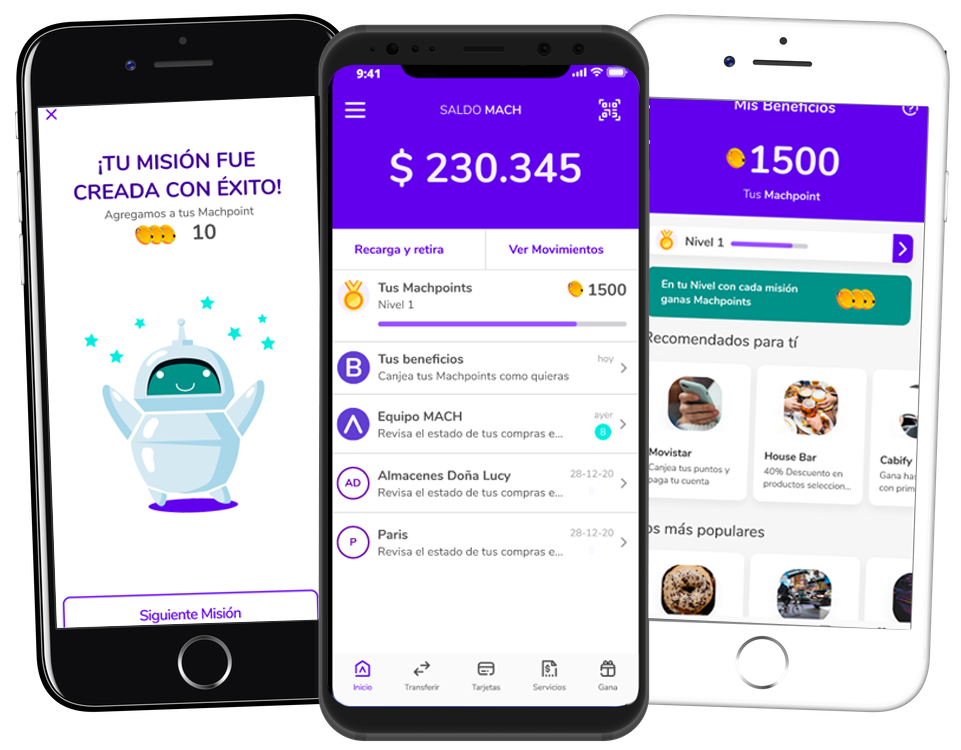 ¡TU MISIÓN FUE
CREADA CON ÉXITO!
Agregamos a tus Machpoint
10
Siguiente Misión
9:41
SALDO MACH
$ 230.345
Recarga y retira
Ver Movimientos
Tus Machpoints
1500
Nivel 1
B
Tus beneficios
hoy
Canjea tus Machpoints como quieras
Equipo MACH
ayer
Revisa el estado de tus compras e...
8
AD
Almacenes Doña Lucy
28-12-20
Revisa el estado de tus compras e...
P
Paris
28-12-20
Revisa el estado de tus compras e...
Inicio
Transferir
Tarjetas
Servicios
Gana
Mis Beneficios
1500
Tus Machpoint
Nivel 1
En tu Nivel con cada misión
ganas Machpoints
Recomendados para tí
Movistar
Canjea tus puntos y
paga tu cuenta
House Bar
40% Descuento en
productos seleccion...
Cabify
Gana has
con prim
os más populares